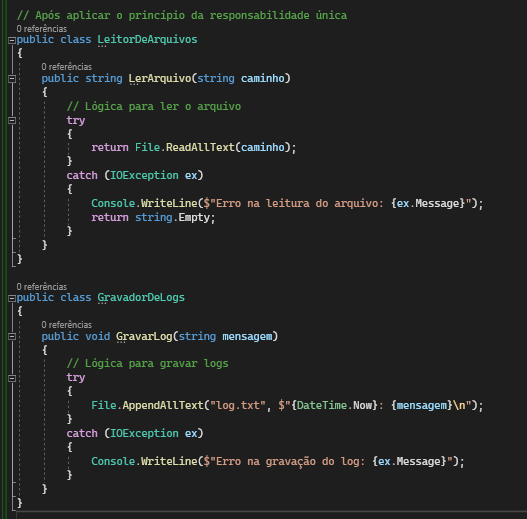 // Após aplicar o princípio da responsabilidade única
0 referências
public class LeitorDeArquivos
{
0 referências
public string LerArquivo(string caminho)
{
// Lógica para ler o arquivo
try
{
return File.ReadAllText(caminho);
}
catch (IOException ex)
{
Console.WriteLine($"Erro na leitura do arquivo: {ex.Message}");
return string.Empty;
}
}
}
0 referências
public class GravadorDeLogs
{
0 referências
public void GravarLog(string mensagem)
{
// Lógica para gravar logs
try
{
File.AppendAllText("log.txt", $"{DateTime.Now}: {mensagem}\n");
}
catch (IOException ex)
{
Console.WriteLine($"Erro na gravação do log: {ex.Message}");
}
}
}